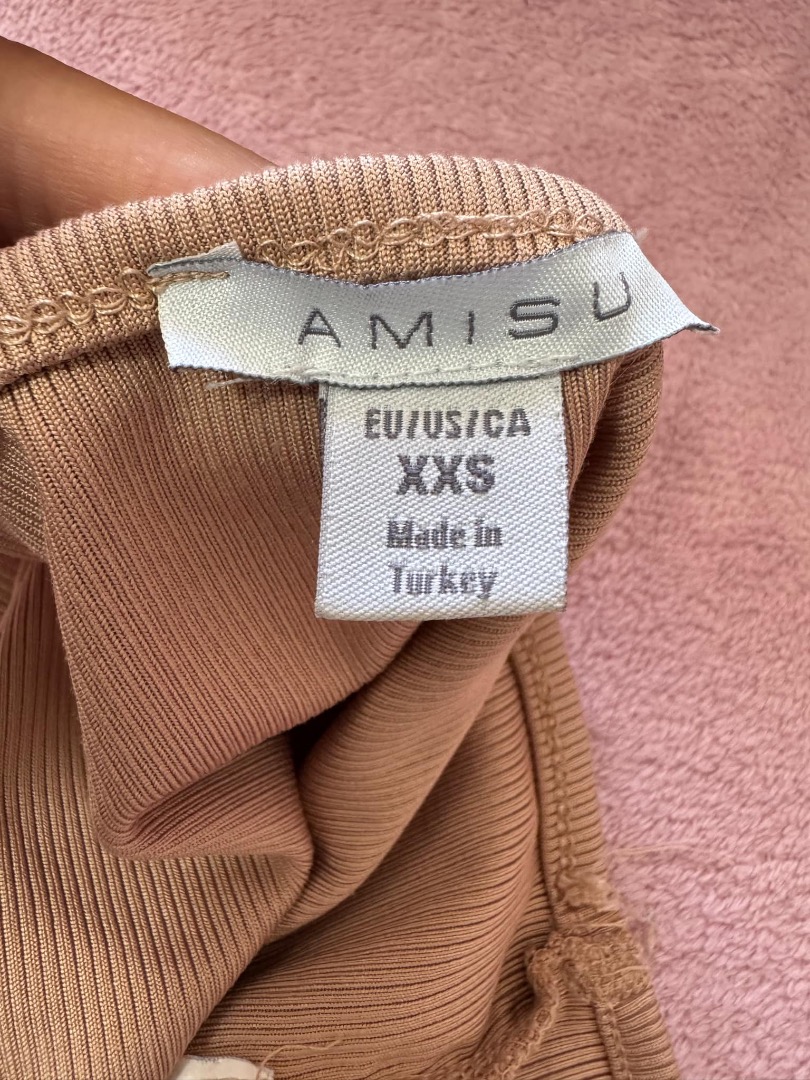 AMISU
EU/US/CA
XXS
Made in
Turkey